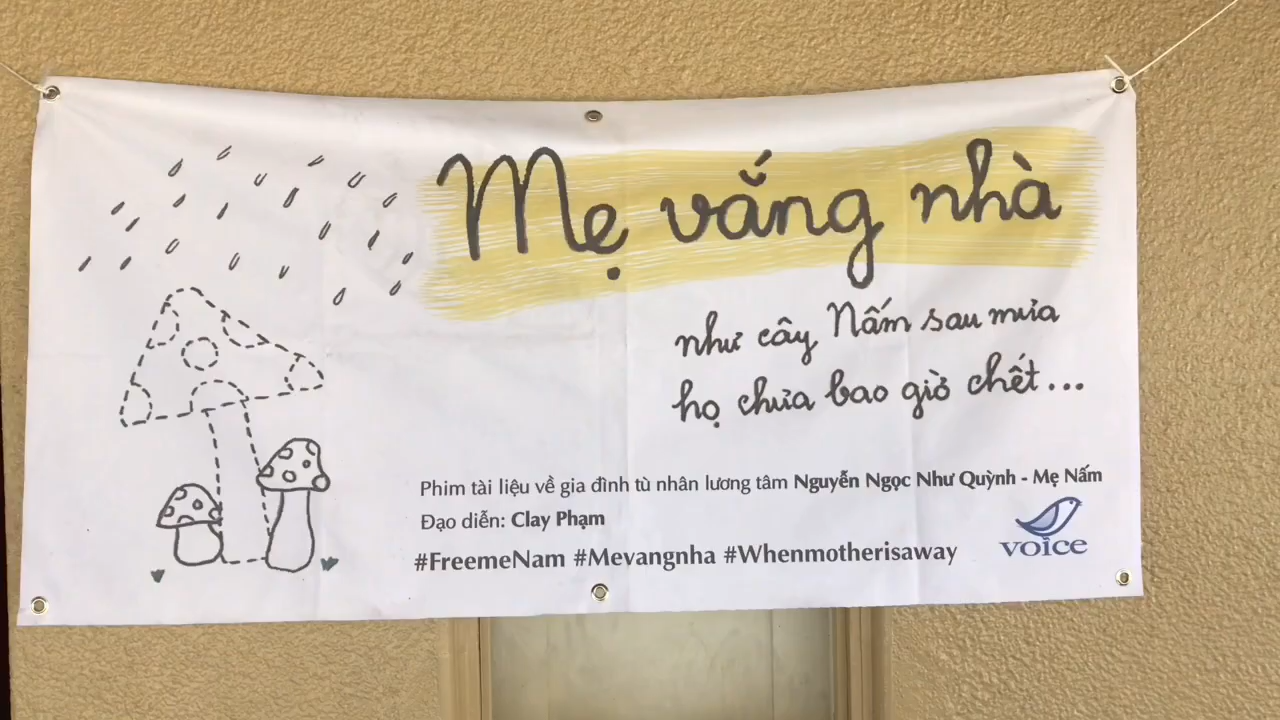 Mẹ vắng nhà
như cây Nấm sau mưa
họ chưa bao giờ chết...
Phim tài liệu về gia đình tù nhân lương tâm Nguyễn Ngọc Như Quỳnh - Mẹ Nấm
Đạo diễn: Clay Phạm
#FreemeNam #Mevangnha #Whenmotherisaway
voice